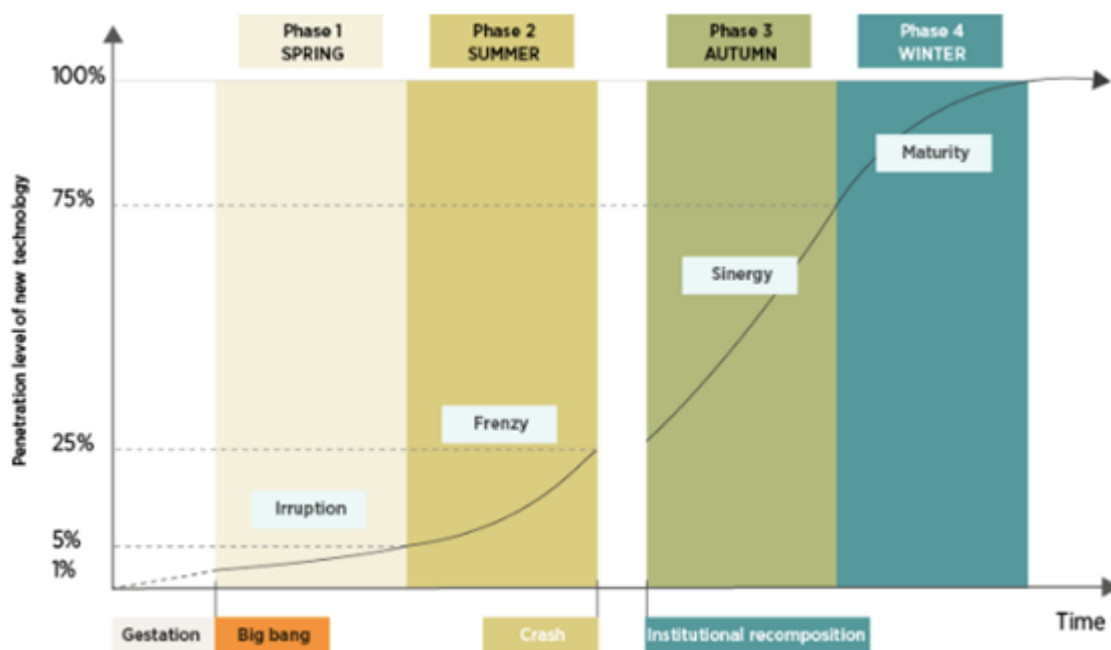 Phase 1
SPRING
Phase 2
SUMMER
Phase 3
AUTUMN
Phase 4
WINTER
100%
Maturity
75%
Sinergy
Frenzy
25%
Irruption
5%
1%
Penetration level of new technology
Time
Gestation
Big bang
Crash
Institutional recomposition